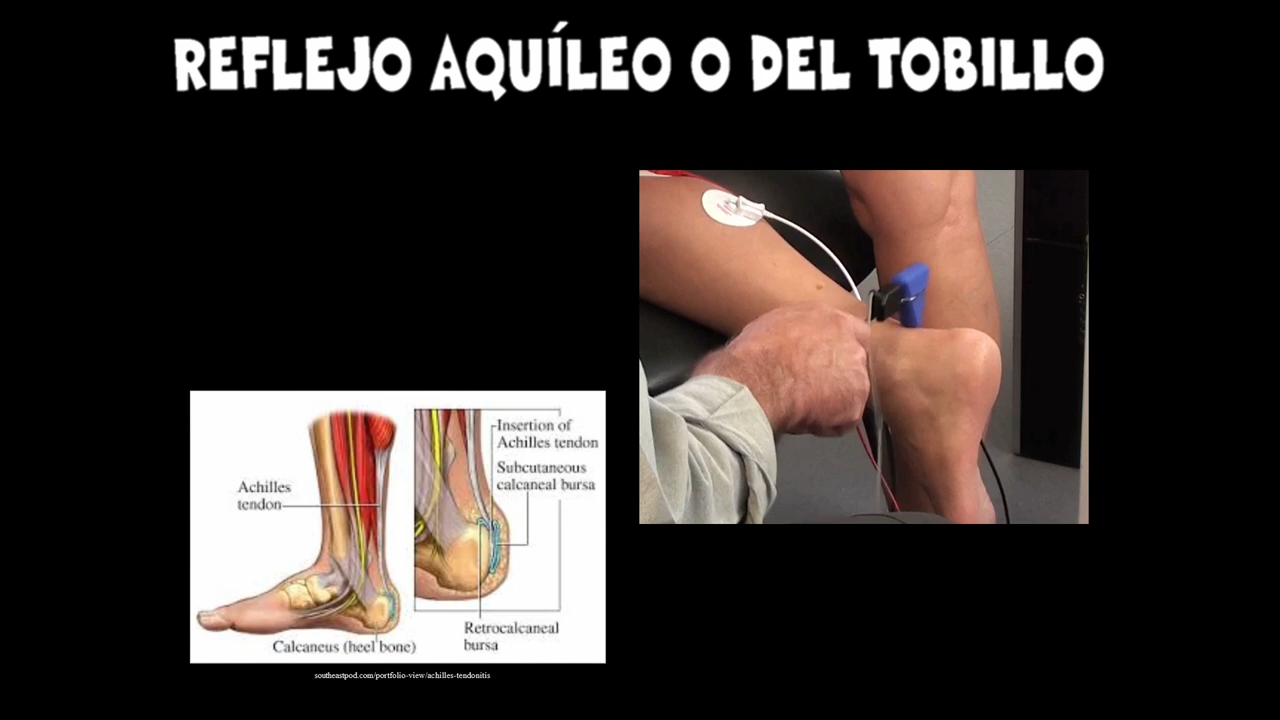 REFLEJO AQUÍLEO O DEL TOBILLO
Achilles
tendon
Insertion of
Achilles tendon
Subcutaneous
calcaneal bursa
Retrocalcaneal
bursa
Calcaneus (heel bone)
southeastpod.com/portfolio-view/achilles-tendonitis